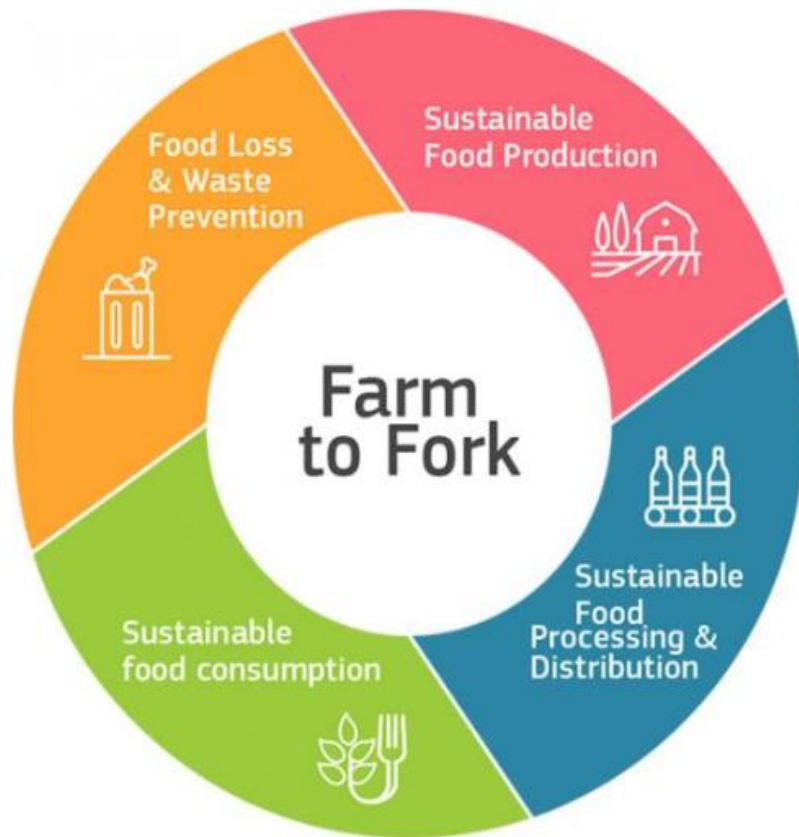 Food Loss
& Waste
Prevention
Sustainable
Food Production
Farm
to Fork
Sustainable
Food
Processing &
Distribution
Sustainable
food consumption